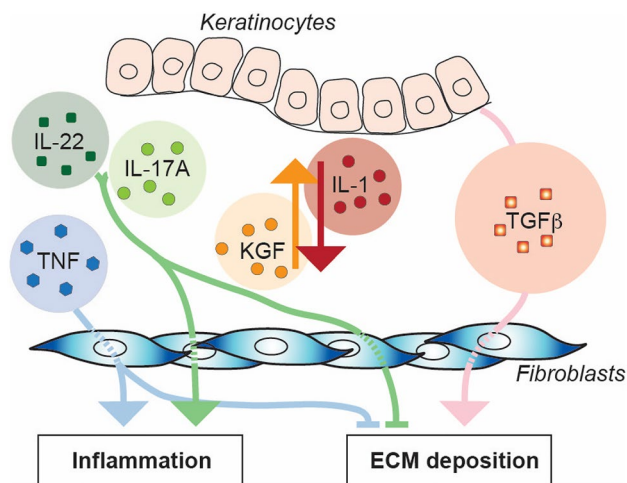 Keratinocytes
IL-22
IL-17A
IL-1
TGFβ
KGF
TNF
Fibroblasts
Inflammation
ECM deposition